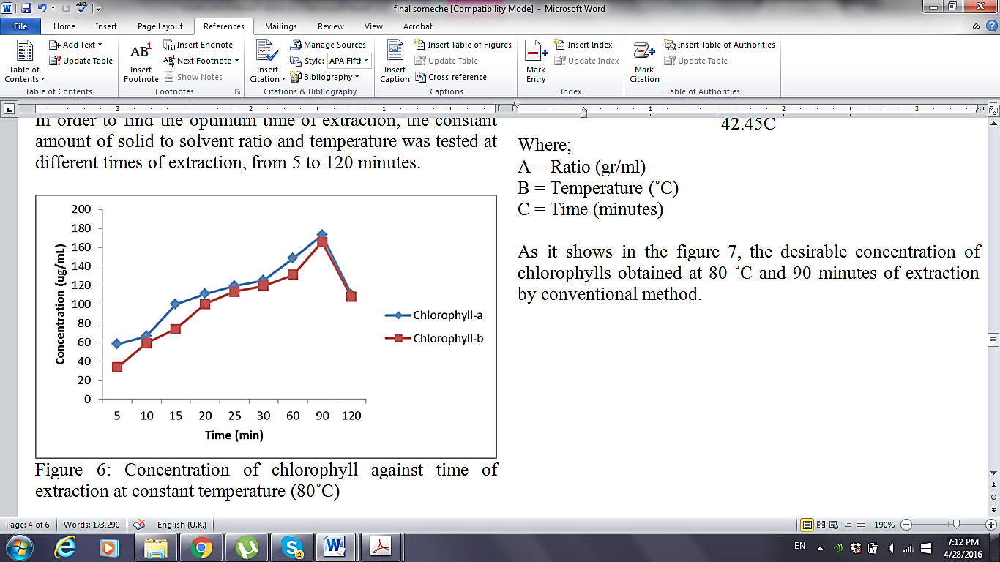 final someche [Compatibility Mode] - Microsoft Word
File Home Insert Page Layout References Mailings Review View Acrobat
Table of Contents
Add Text
Update Table
Table of Contents
AB1
Insert Footnote
Insert Endnote
Next Footnote
Show Notes
Footnotes
Insert Citation
Manage Sources
Style: APA Fifth
Bibliography
Citations & Bibliography
Insert Caption
Insert Table of Figures
Update Table
Cross-reference
Captions
Mark Entry
Insert Index
Update Index
Index
Mark Citation
Insert Table of Authorities
Update Table
Table of Authorities
3 2 1 1 2 3
In order to find the optimum time of extraction, the constant
amount of solid to solvent ratio and temperature was tested at
different times of extraction, from 5 to 120 minutes.
200
180
160
140
120
100
80
60
40
20
0
Concentration (ug/mL)
5 10 15 20 25 30 60 90 120
Time (min)
Chlorophyll-a
Chlorophyll-b
Figure 6: Concentration of chlorophyll against time of
extraction at constant temperature (80˚C)
42.45C
Where;
A = Ratio (gr/ml)
B = Temperature (˚C)
C = Time (minutes)
As it shows in the figure 7, the desirable concentration of
chlorophylls obtained at 80 ˚C and 90 minutes of extraction
by conventional method.
Page: 4 of 6 Words: 1/3,290 English (U.K.) 190%
EN
7:12 PM
4/28/2016